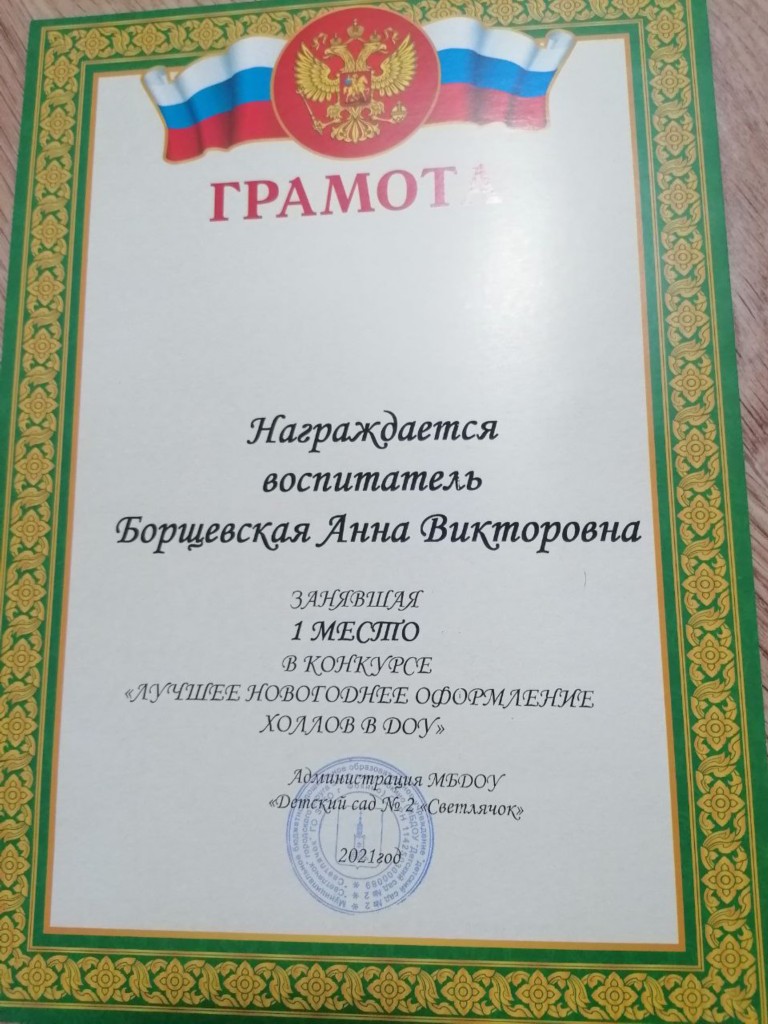 ГРАМОТА
Награждается
воспитатель
Борщевская Анна Викторовна
ЗАНЯВШАЯ
1 МЕСТО
В КОНКУРСЕ
«ЛУЧШЕЕ НОВОГОДНЕЕ ОФОРМЛЕНИЕ
ХОЛЛОВ В ДОУ»
Администрация МБДОУ
«Детский сад № 2 «Светлячок»
2021год